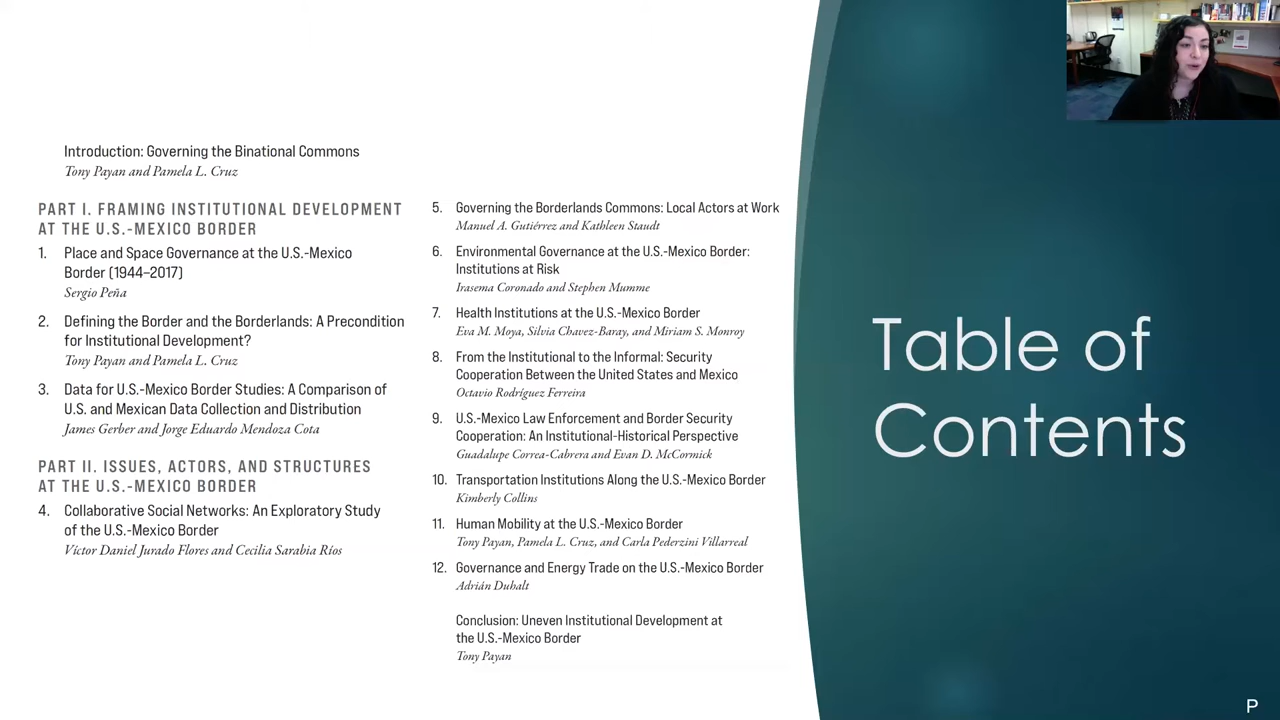 Introduction: Governing the Binational Commons
Tony Payan and Pamela L. Cruz
PART I. FRAMING INSTITUTIONAL DEVELOPMENT
AT THE U.S.-MEXICO BORDER
1. Place and Space Governance at the U.S.-Mexico
Border (1944–2017)
Sergio Peña
2. Defining the Border and the Borderlands: A Precondition
for Institutional Development?
Tony Payan and Pamela L. Cruz
3. Data for U.S.-Mexico Border Studies: A Comparison of
U.S. and Mexican Data Collection and Distribution
James Gerber and Jorge Eduardo Mendoza Cota
PART II. ISSUES, ACTORS, AND STRUCTURES
AT THE U.S.-MEXICO BORDER
4. Collaborative Social Networks: An Exploratory Study
of the U.S.-Mexico Border
Víctor Daniel Jurado Flores and Cecilia Sarabia Ríos
5. Governing the Borderlands Commons: Local Actors at Work
Manuel A. Gutiérrez and Kathleen Staudt
6. Environmental Governance at the U.S.-Mexico Border:
Institutions at Risk
Irasema Coronado and Stephen Mumme
7. Health Institutions at the U.S.-Mexico Border
Eva M. Moya, Silvia Chavez-Baray, and Miriam S. Monroy
8. From the Institutional to the Informal: Security
Cooperation Between the United States and Mexico
Octavio Rodríguez Ferreira
9. U.S.-Mexico Law Enforcement and Border Security
Cooperation: An Institutional-Historical Perspective
Guadalupe Correa-Cabrera and Evan D. McCormick
10. Transportation Institutions Along the U.S.-Mexico Border
Kimberly Collins
11. Human Mobility at the U.S.-Mexico Border
Tony Payan, Pamela L. Cruz, and Carla Pederzini Villarreal
12. Governance and Energy Trade on the U.S.-Mexico Border
Adrián Duhalt
Conclusion: Uneven Institutional Development at
the U.S.-Mexico Border
Tony Payan
Table of
Contents
P